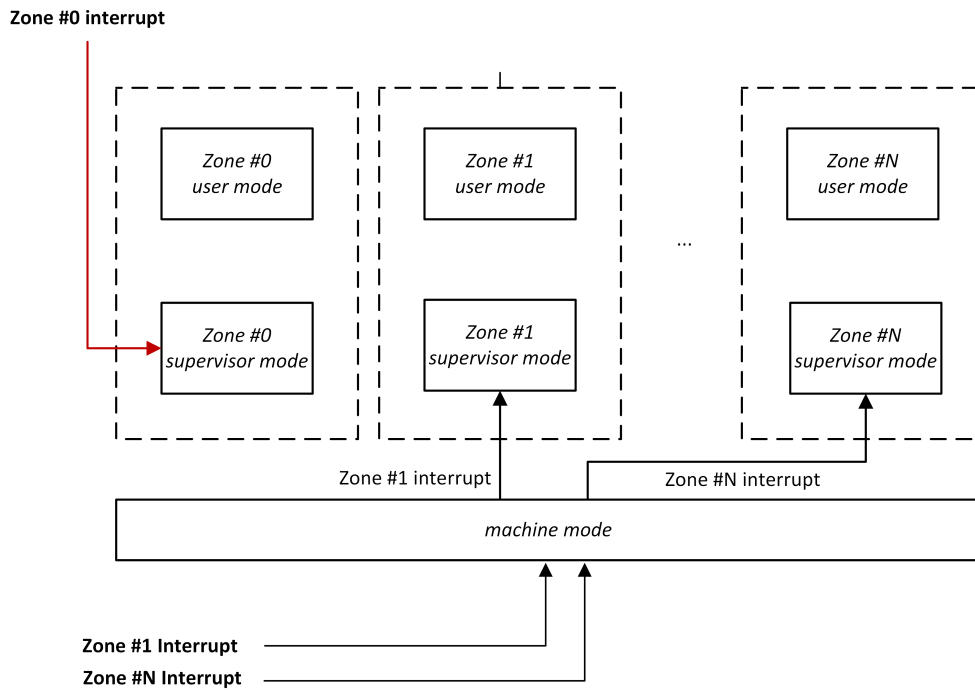 Zone #0 interrupt
Zone #0
user mode
Zone #1
user mode
Zone #N
user mode
...
Zone #0
supervisor mode
Zone #1
supervisor mode
Zone #N
supervisor mode
Zone #1 interrupt
Zone #N interrupt
machine mode
Zone #1 Interrupt
Zone #N Interrupt